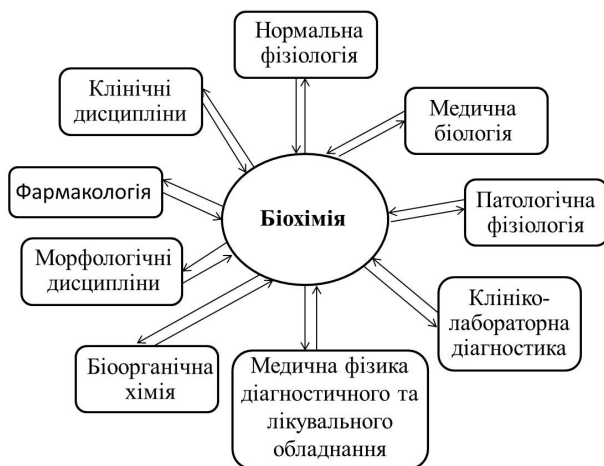 Нормальна
фізіологія
Клінічні
дисципліни
Медична
біологія
Фармакологія
Біохімія
Патологічна
фізіологія
Морфологічні
дисципліни
Клініко-
лабораторна
діагностика
Біоорганічна
хімія
Медична фізика
діагностичного та
лікувального
обладнання